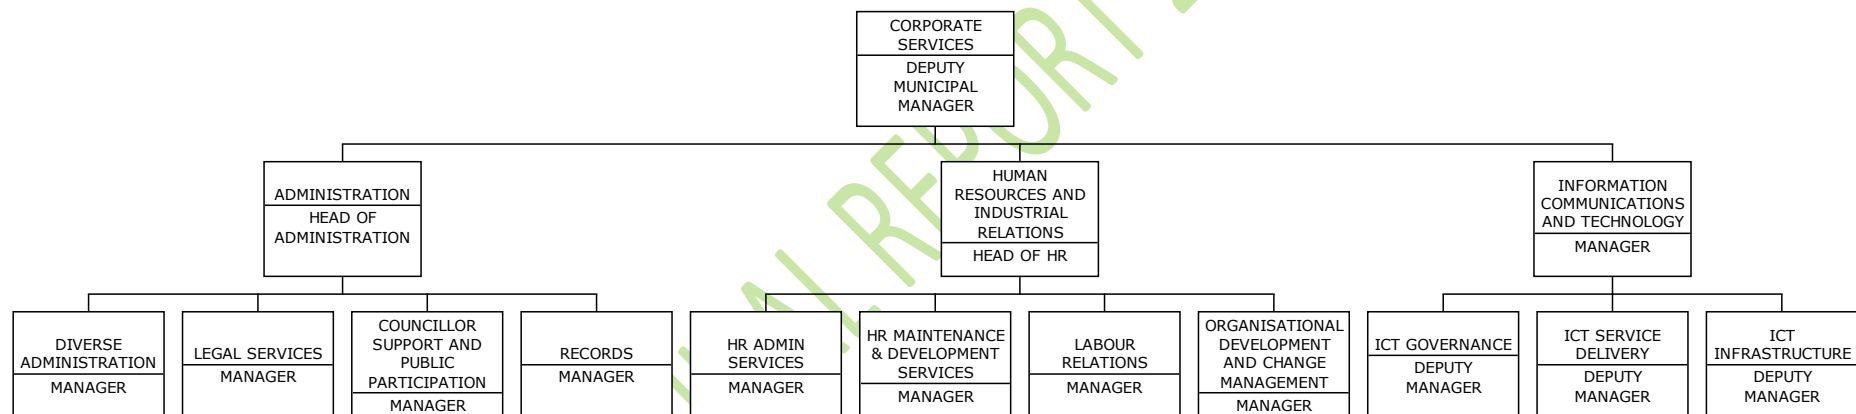 CORPORATE
SERVICES
DEPUTY
MUNICIPAL
MANAGER
ADMINISTRATION
HEAD OF
ADMINISTRATION
HUMAN
RESOURCES AND
INDUSTRIAL
RELATIONS
HEAD OF HR
INFORMATION
COMMUNICATIONS
AND TECHNOLOGY
MANAGER
DIVERSE
ADMINISTRATION
MANAGER
LEGAL SERVICES
MANAGER
COUNCILLOR
SUPPORT AND
PUBLIC
PARTICIPATION
MANAGER
RECORDS
MANAGER
HR ADMIN
SERVICES
MANAGER
HR MAINTENANCE
& DEVELOPMENT
SERVICES
MANAGER
LABOUR
RELATIONS
MANAGER
ORGANISATIONAL
DEVELOPMENT
AND CHANGE
MANAGEMENT
MANAGER
ICT GOVERNANCE
DEPUTY
MANAGER
ICT SERVICE
DELIVERY
DEPUTY
MANAGER
ICT
INFRASTRUCTURE
DEPUTY
MANAGER
REPORT